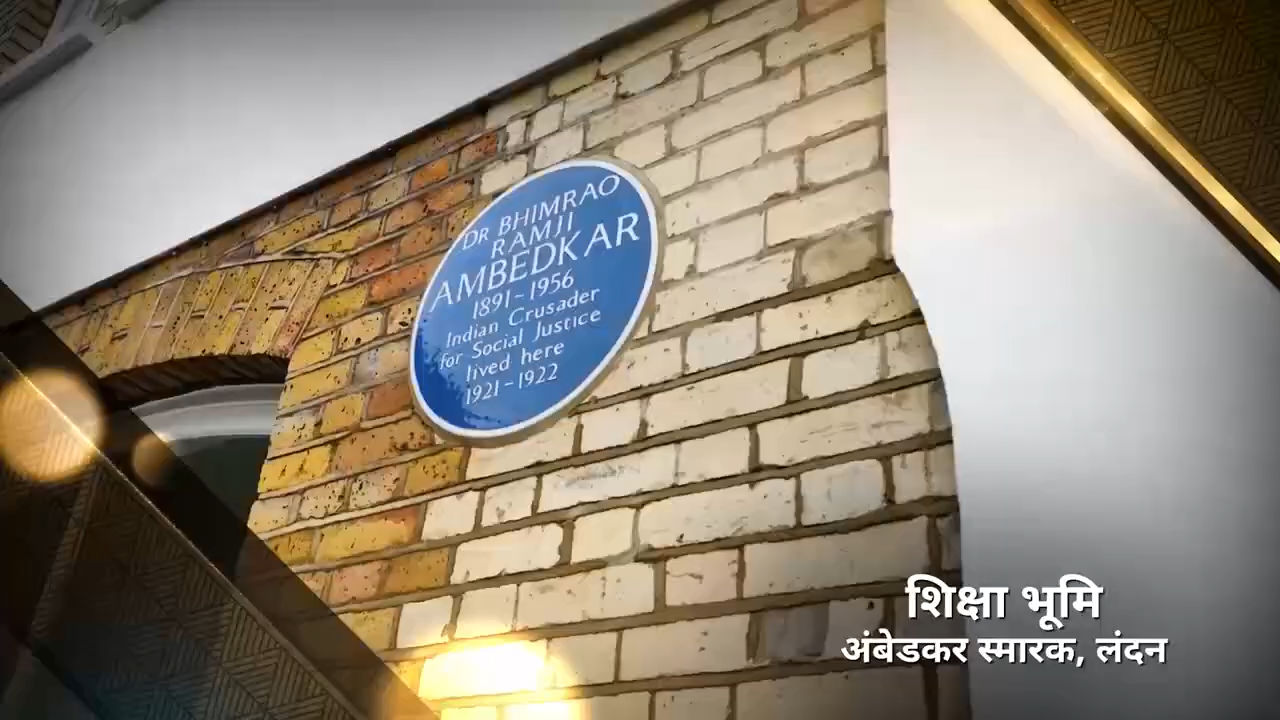 DR BHIMRAO
RAMJI
AMBEDKAR
1891-1956
Indian Crusader
for Social Justice
lived here
1921-1922
शिक्षा भूमि
अंबेडकर स्मारक, लंदन